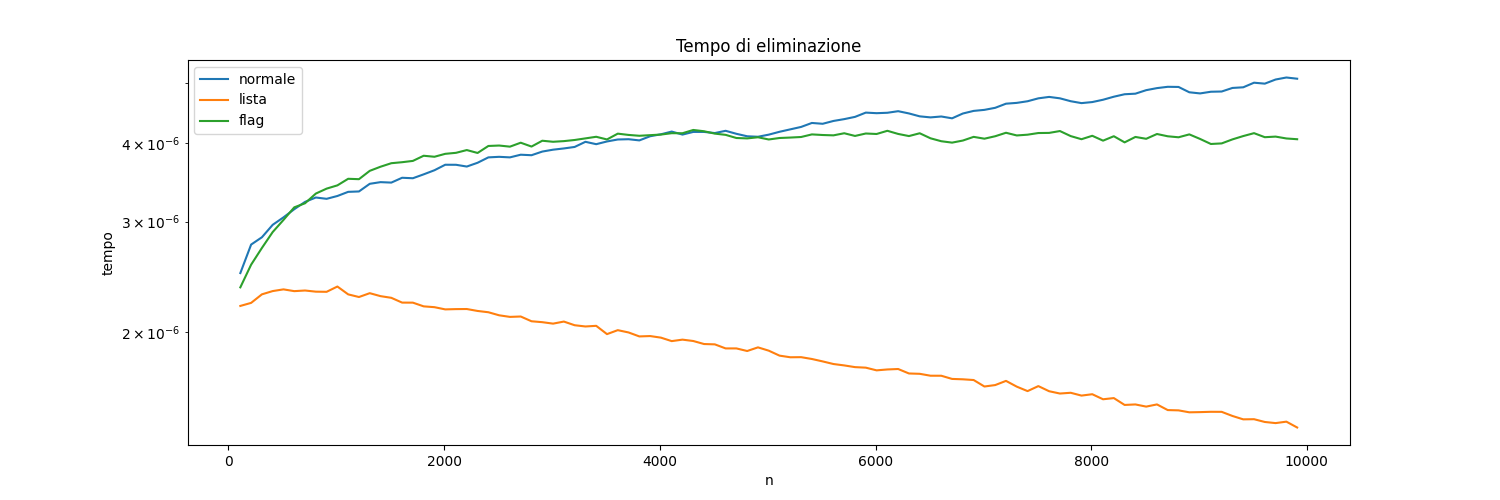 Tempo di eliminazione
normale
lista
flag
tempo
4 × 10⁻⁶
3 × 10⁻⁶
2 × 10⁻⁶
0 2000 4000 6000 8000 10000
n